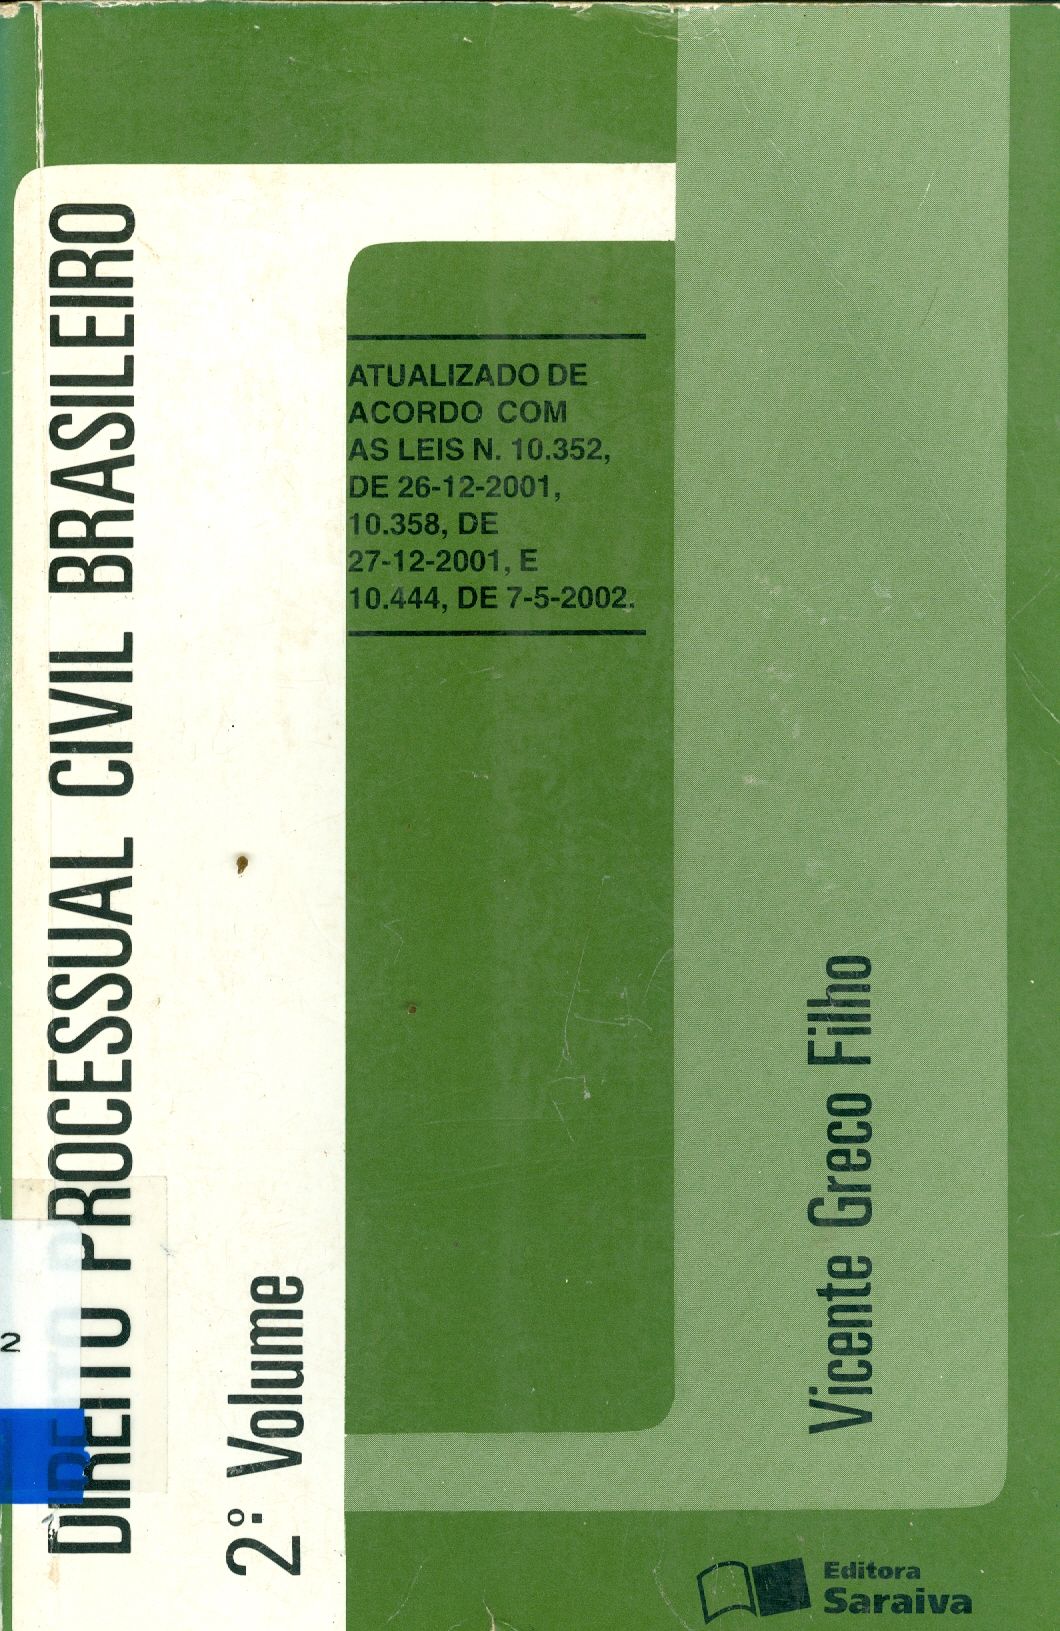 DIREITO PROCESSUAL CIVIL BRASILEIRO
2º Volume
ATUALIZADO DE
ACORDO COM
AS LEIS N. 10.352,
DE 26-12-2001,
10.358, DE
27-12-2001, E
10.444, DE 7-5-2002.
Vicente Greco Filho
Editora
Saraiva
2